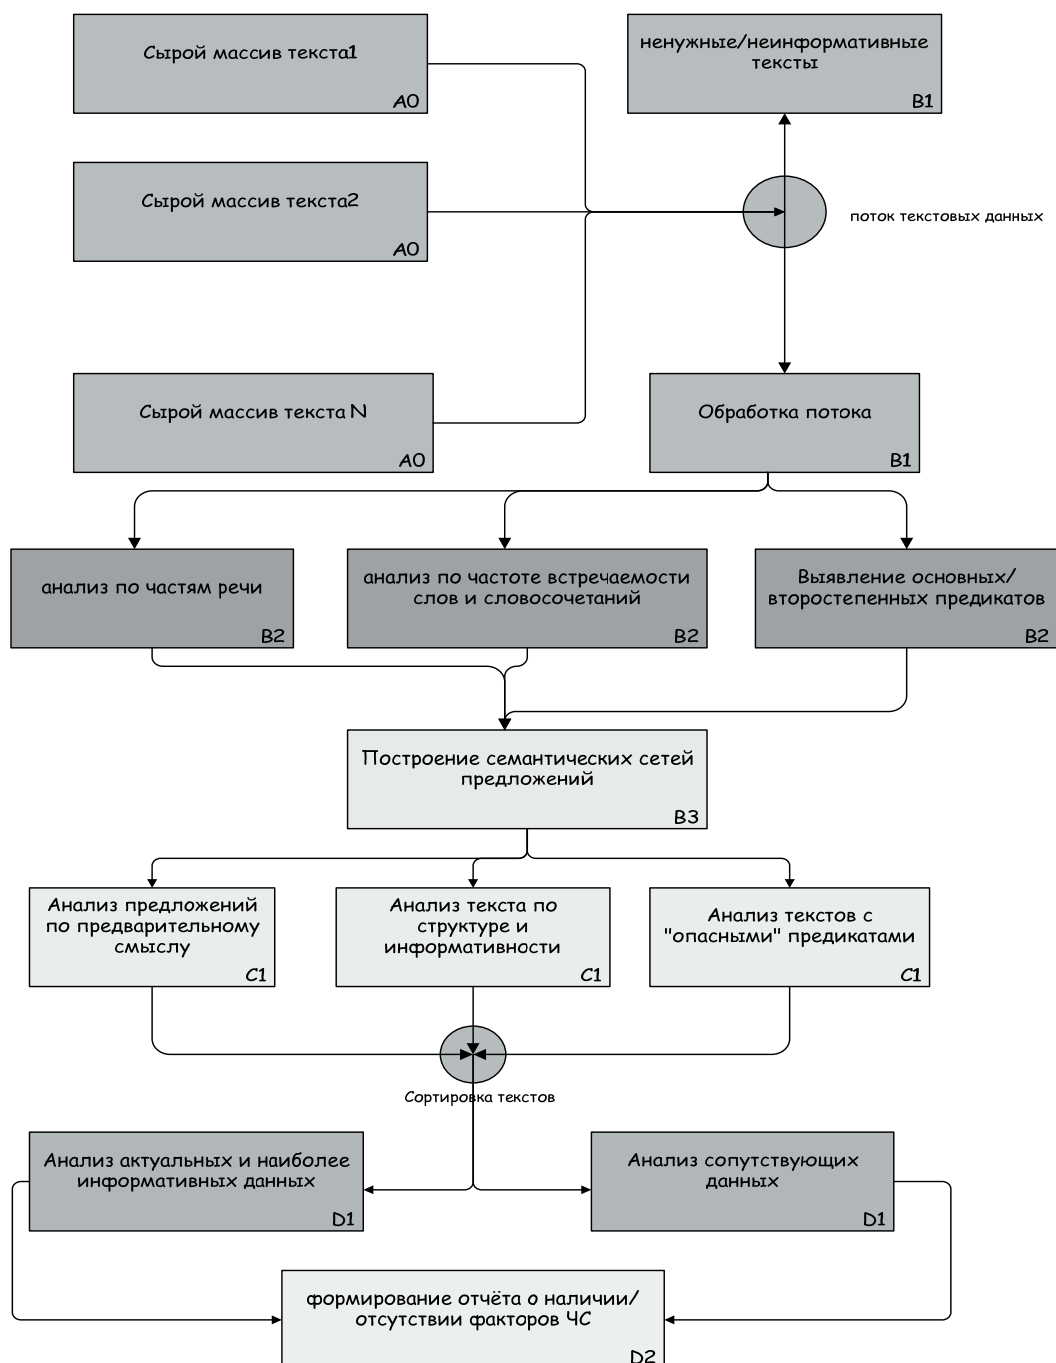 Сырой массив текста1
A0
ненужные/неинформативные
тексты
B1
Сырой массив текста2
A0
поток текстовых данных
Сырой массив текста N
A0
Обработка потока
B1
анализ по частям речи
B2
анализ по частоте встречаемости
слов и словосочетаний
B2
Выявление основных/
второстепенных предикатов
B2
Построение семантических сетей
предложений
B3
Анализ предложений
по предварительному
смыслу
C1
Анализ текста по
структуре и
информативности
C1
Анализ текстов с
"опасными" предикатами
C1
Сортировка текстов
Анализ актуальных и наиболее
информативных данных
D1
Анализ сопутствующих
данных
D1
формирование отчёта о наличии/
отсутствии факторов ЧС
D2